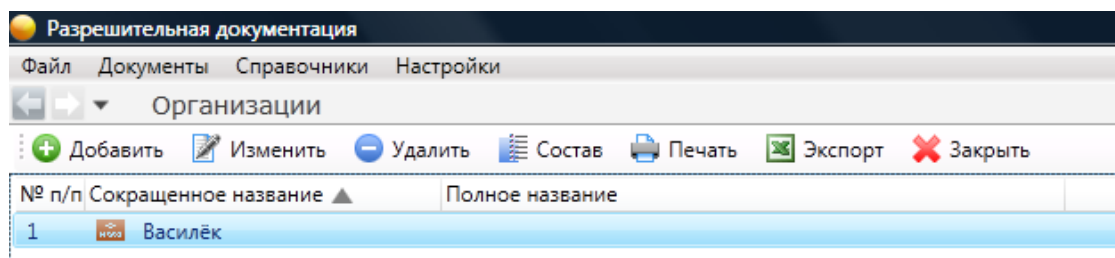 Разрешительная документация
Файл Документы Справочники Настройки
Организации
Добавить Изменить Удалить Состав Печать Экспорт Закрыть
№ п/п Сокращенное название Полное название
1 Василёк